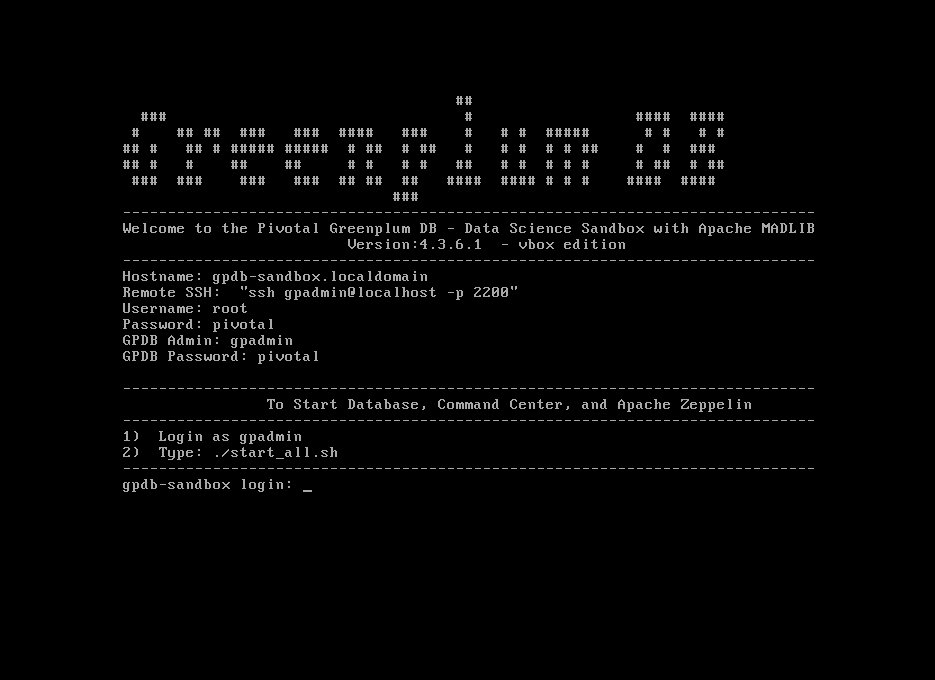 Greenplum DB
------------------------------------------------------------------------------
Welcome to the Pivotal Greenplum DB - Data Science Sandbox with Apache MADLIB
Version:4.3.6.1  - vbox edition
------------------------------------------------------------------------------
Hostname: gpdb-sandbox.localdomain
Remote SSH:  "ssh gpadmin@localhost -p 2200"
Username: root
Password: pivotal
GPDB Admin: gpadmin
GPDB Password: pivotal
------------------------------------------------------------------------------
To Start Database, Command Center, and Apache Zeppelin
------------------------------------------------------------------------------
1)  Login as gpadmin
2)  Type: ./start_all.sh
------------------------------------------------------------------------------
gpdb-sandbox login: _